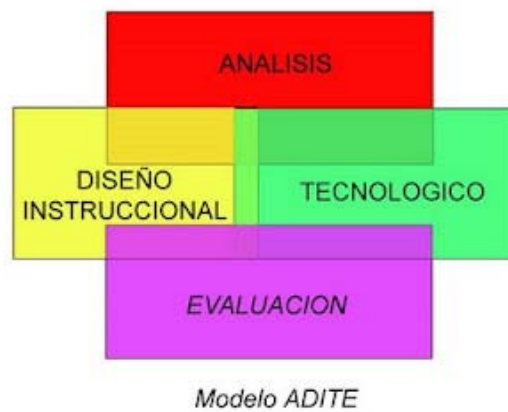 ANALISIS
DISEÑO
INSTRUCCIONAL
TECNOLOGICO
EVALUACION
Modelo ADITE